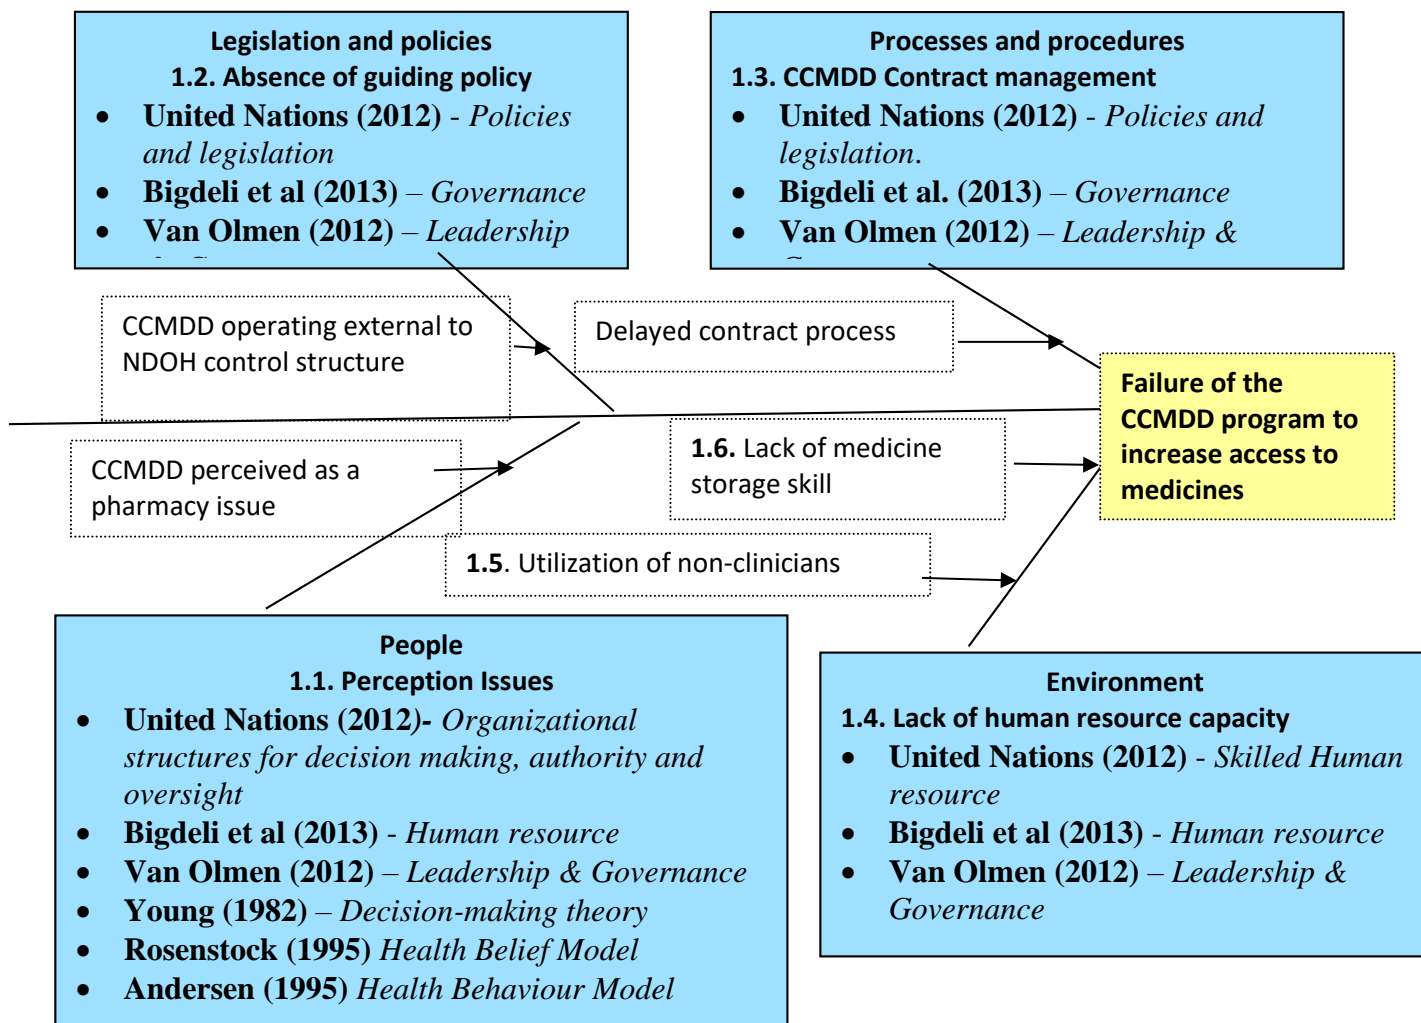 Legislation and policies
1.2. Absence of guiding policy
• United Nations (2012) - Policies
and legislation
• Bigdeli et al (2013) – Governance
• Van Olmen (2012) – Leadership
Processes and procedures
1.3. CCMDD Contract management
• United Nations (2012) - Policies and
legislation.
• Bigdeli et al. (2013) – Governance
• Van Olmen (2012) – Leadership &
CCMDD operating external to
NDOH control structure
Delayed contract process
Failure of the
CCMDD program to
increase access to
medicines
CCMDD perceived as a
pharmacy issue
1.6. Lack of medicine
storage skill
1.5. Utilization of non-clinicians
People
1.1. Perception Issues
• United Nations (2012)- Organizational
structures for decision making, authority and
oversight
• Bigdeli et al (2013) - Human resource
• Van Olmen (2012) – Leadership & Governance
• Young (1982) – Decision-making theory
• Rosenstock (1995) Health Belief Model
• Andersen (1995) Health Behaviour Model
Environment
1.4. Lack of human resource capacity
• United Nations (2012) - Skilled Human
resource
• Bigdeli et al (2013) - Human resource
• Van Olmen (2012) – Leadership &
Governance